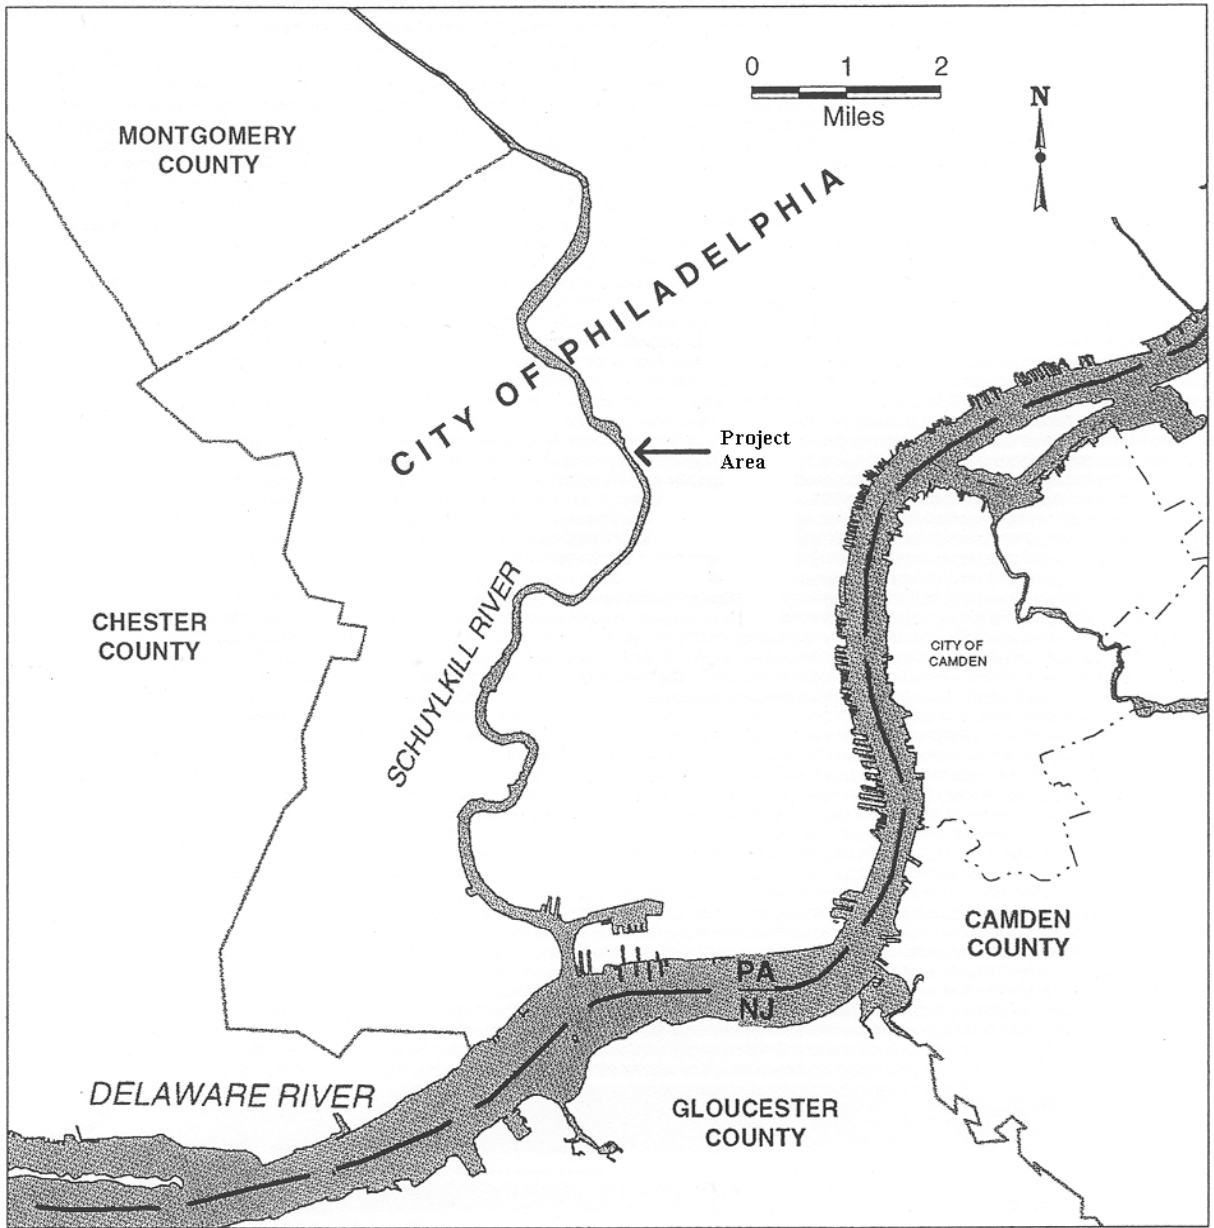 0 1 2
Miles
N
MONTGOMERY
COUNTY
CITY OF PHILADELPHIA
Project
Area
SCHUYLKILL RIVER
CHESTER
COUNTY
CITY OF
CAMDEN
CAMDEN
COUNTY
PA
NJ
DELAWARE RIVER
GLOUCESTER
COUNTY